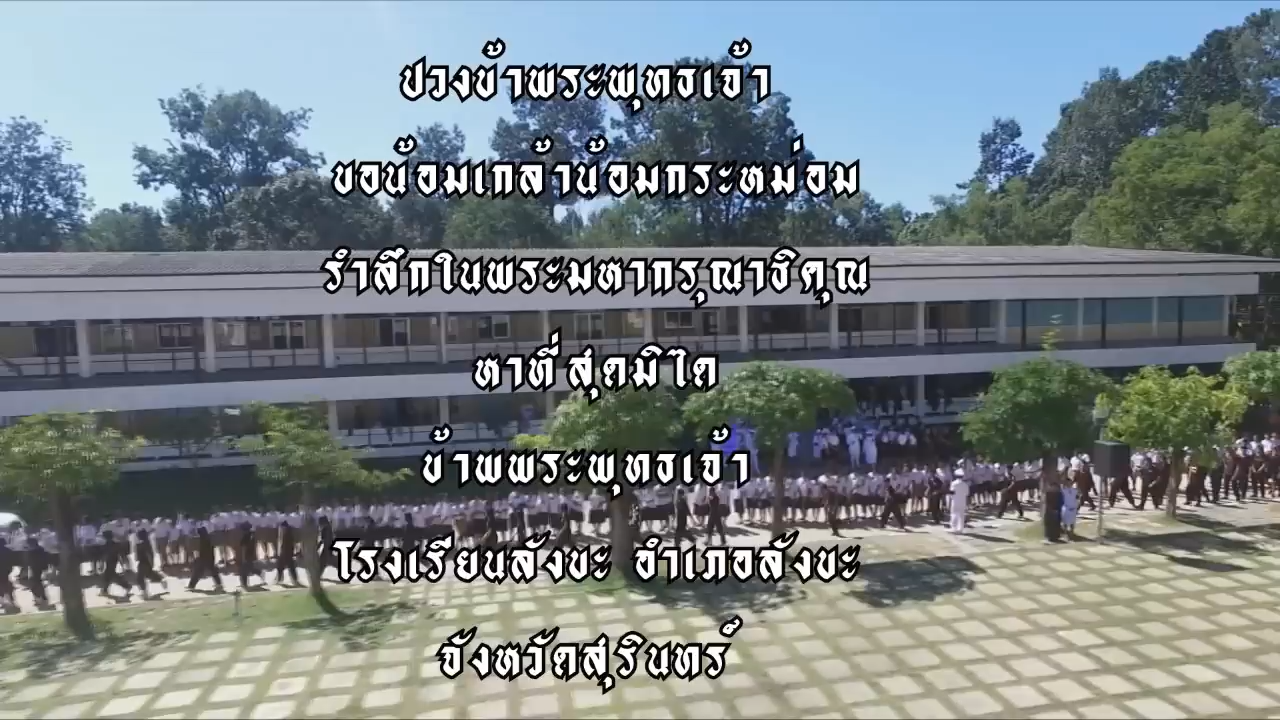 ปวงข้าพระพุทธเจ้า
ขอน้อมเกล้าน้อมกระหม่อม
รำลึกในพระมหากรุณาธิคุณ
หาที่สุดมิได
ข้าพพระพุทธเจ้า
โรงเรียนสังขะ อำเภอสังขะ
จังหวัดสุรินทร์